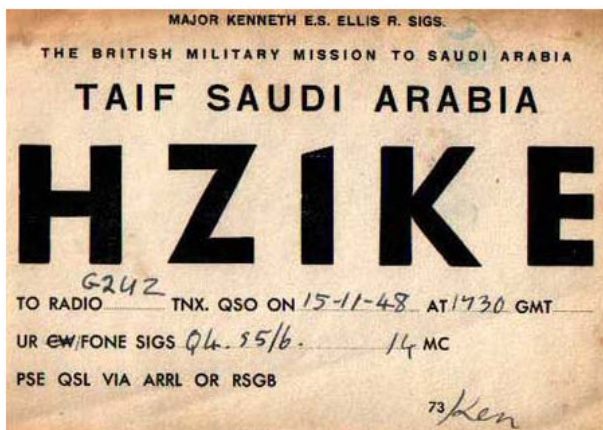 MAJOR KENNETH E.S. ELLIS R. SIGS.
THE BRITISH MILITARY MISSION TO SAUDI ARABIA
TAIF SAUDI ARABIA
HZ1KE
TO RADIO G2UZ TNX. QSO ON 15-11-48 AT 1730 GMT
UR CW/FONE SIGS Q4. S5/6. 14 MC
PSE QSL VIA ARRL OR RSGB
73 Ken